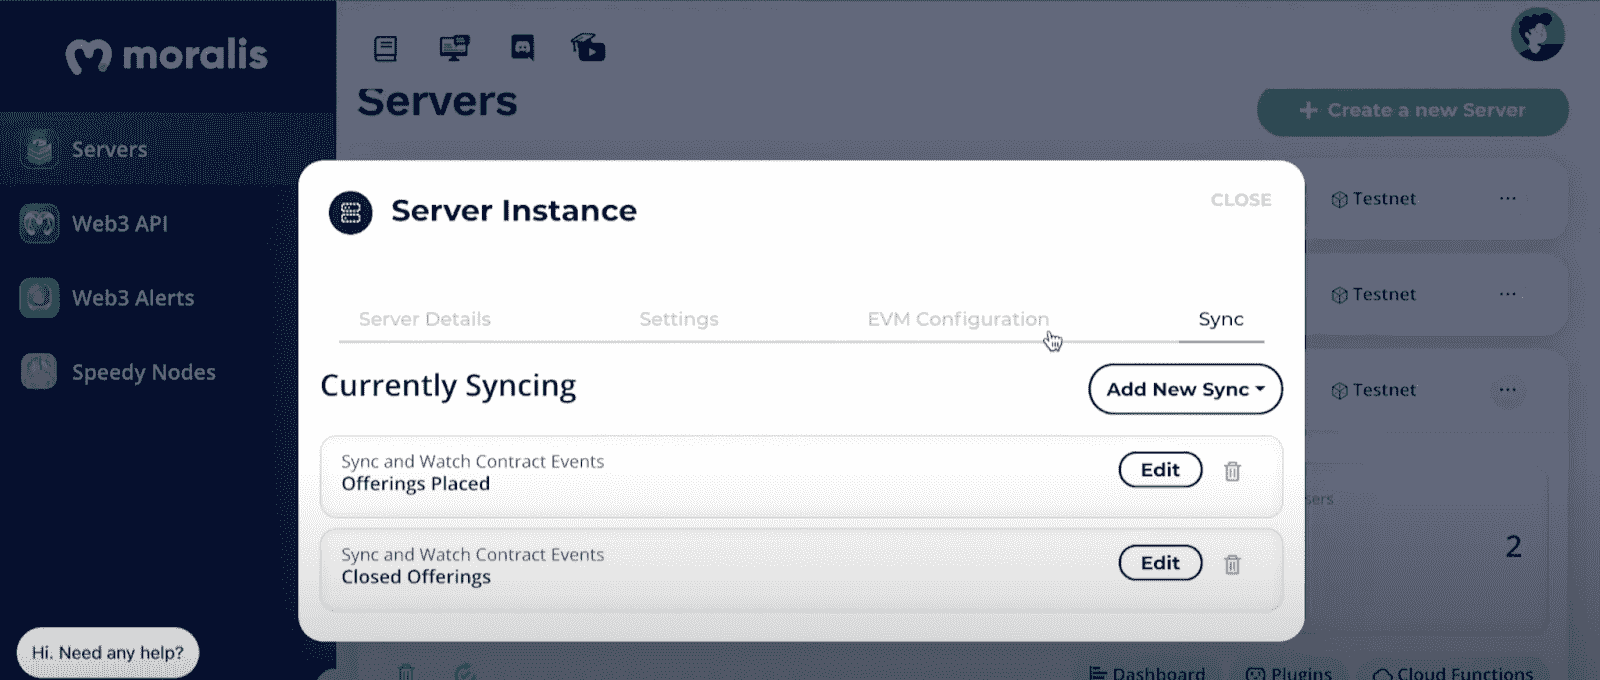 moralis
Servers
Create a new Server
Servers
Web3 API
Web3 Alerts
Speedy Nodes
Testnet
Testnet
Testnet
Server Instance
CLOSE
Server Details
Settings
EVM Configuration
Sync
Currently Syncing
Add New Sync
Sync and Watch Contract Events
Offerings Placed
Edit
Sync and Watch Contract Events
Closed Offerings
Edit
sers
2
Hi. Need any help?
Dashboard
Plugins
Cloud Functions